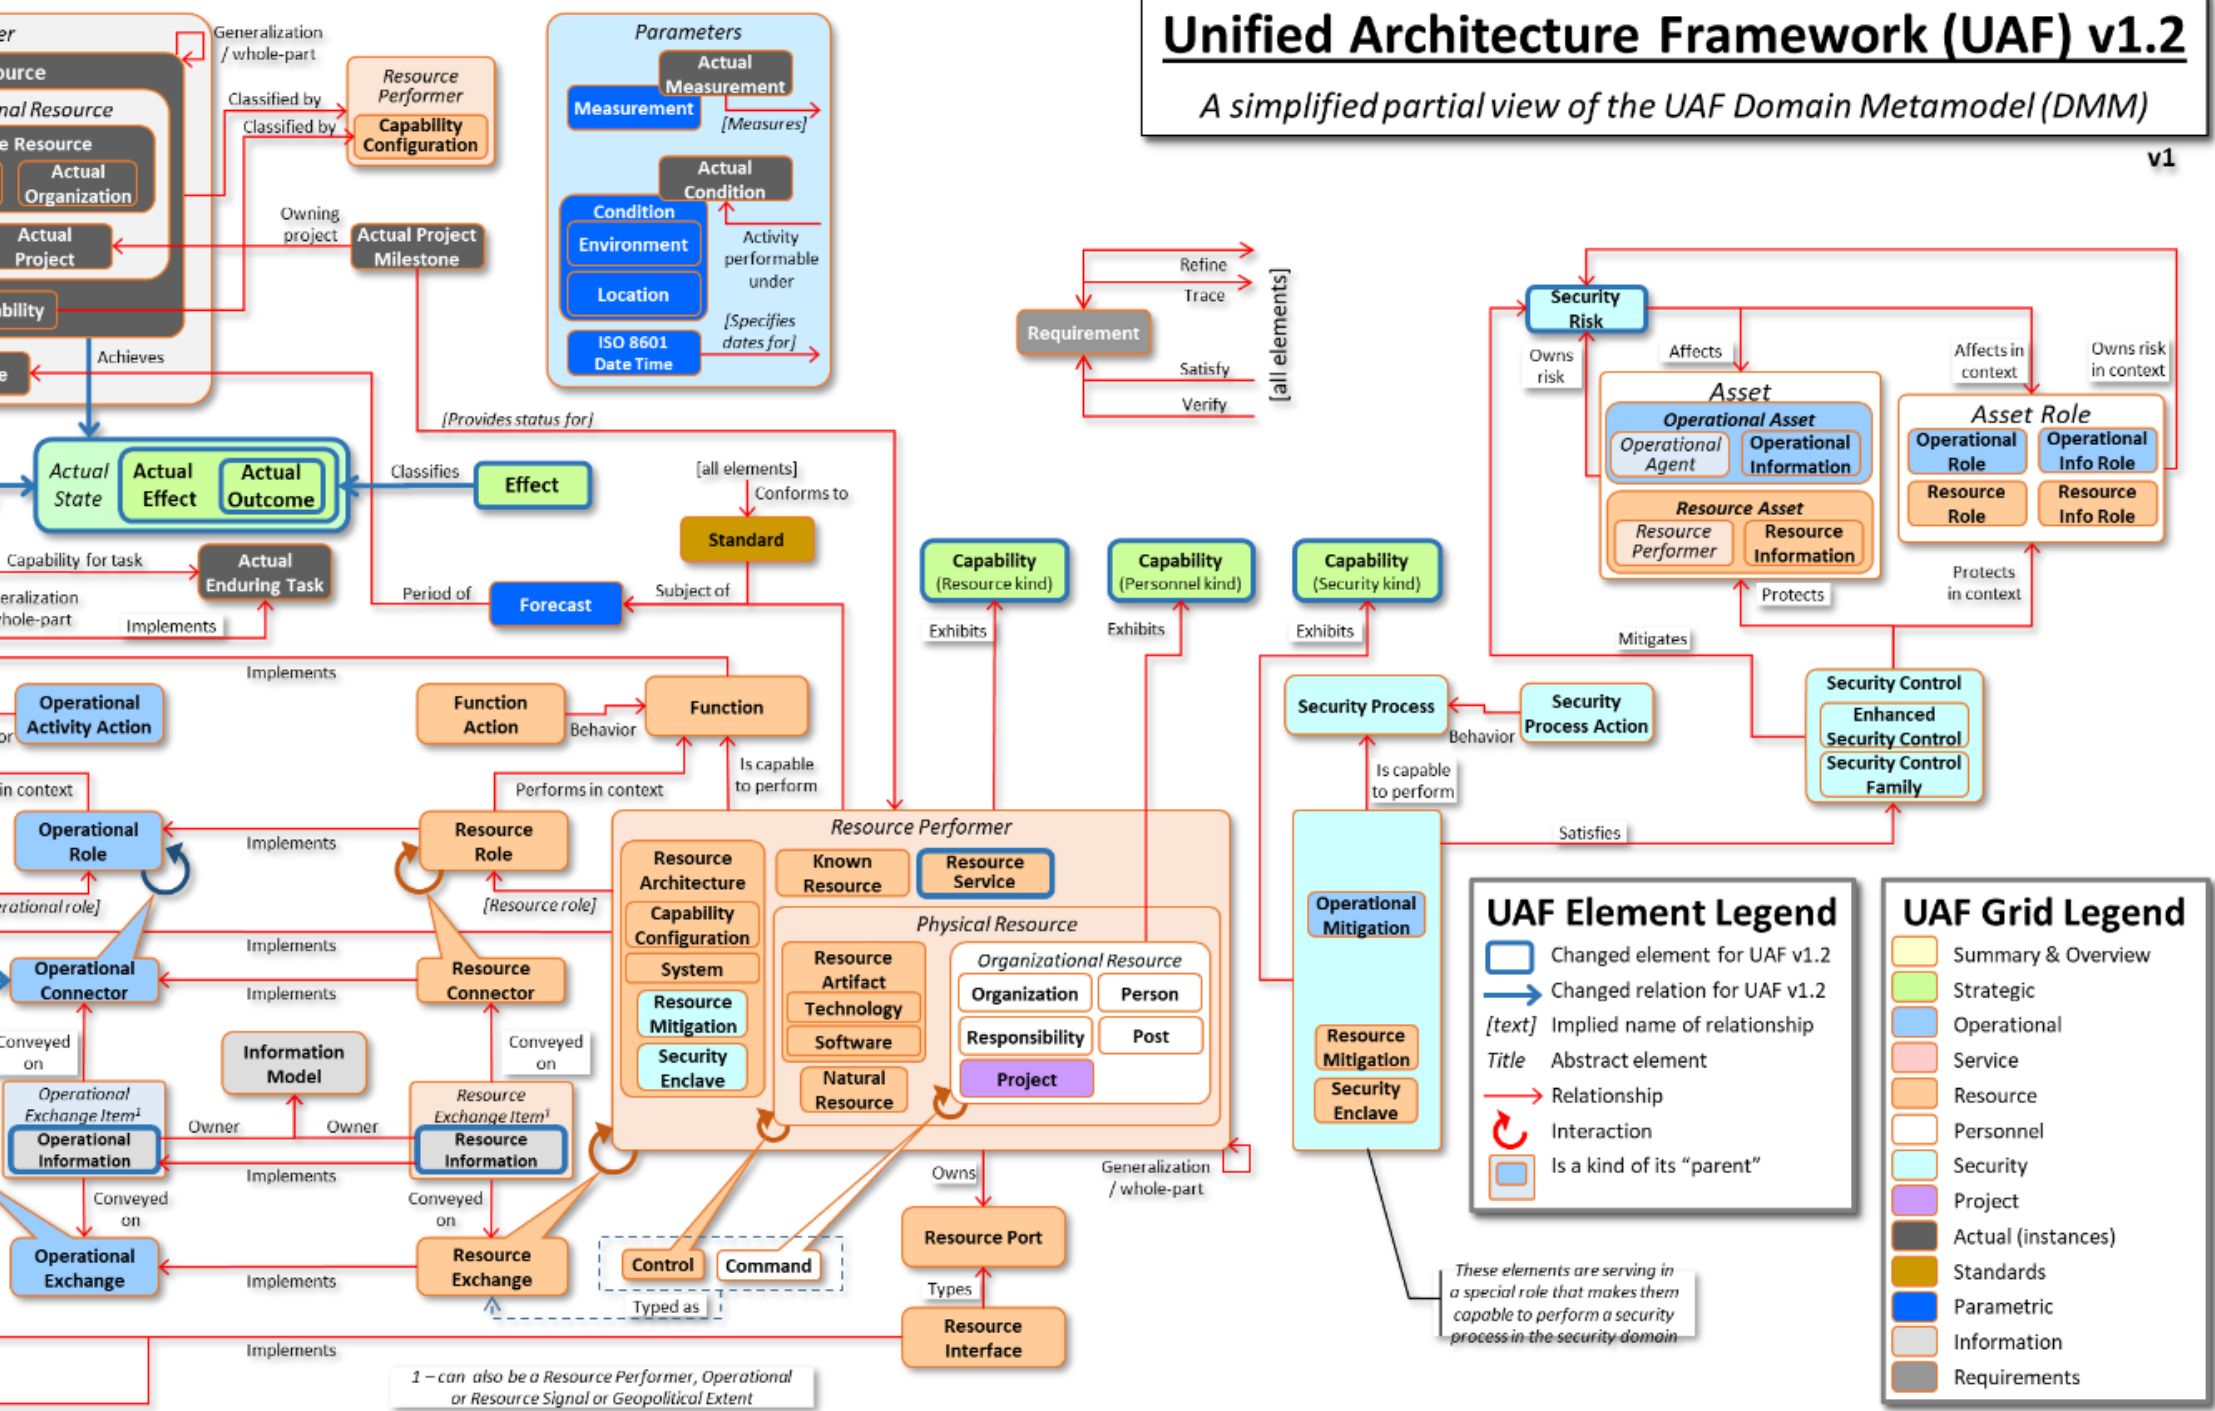 Unified Architecture Framework (UAF) v1.2
A simplified partial view of the UAF Domain Metamodel (DMM)
v1
er
ource
nal Resource
e Resource
Actual
Organization
Actual
Project
bility
e
Generalization
/ whole-part
Classified by
Classified by
Resource
Performer
Capability
Configuration
Owning
project
Actual Project
Milestone
Achieves
[Provides status for]
Parameters
Actual
Measurement
Measurement
[Measures]
Actual
Condition
Condition
Environment
Location
Activity
performable
under
[Specifies
dates for]
ISO 8601
Date Time
Refine
Trace
Requirement
Satisfy
Verify
[all elements]
Security
Risk
Owns
risk
Affects
Affects in
context
Owns risk
in context
Asset
Operational Asset
Operational
Agent
Operational
Information
Resource Asset
Resource
Performer
Resource
Information
Asset Role
Operational
Role
Operational
Info Role
Resource
Role
Resource
Info Role
Protects
Protects
in context
Mitigates
Actual
State
Actual
Effect
Actual
Outcome
Classifies
Effect
[all elements]
Conforms to
Standard
Capability for task
Actual
Enduring Task
eralization
hole-part
Implements
Period of
Forecast
Subject of
Capability
(Resource kind)
Capability
(Personnel kind)
Capability
(Security kind)
Exhibits
Exhibits
Exhibits
Implements
Operational
Activity Action
or
Function
Action
Behavior
Function
Security Process
Behavior
Security
Process Action
Security Control
Enhanced
Security Control
Security Control
Family
in context
Performs in context
Is capable
to perform
Is capable
to perform
Satisfies
Operational
Role
Implements
Resource
Role
erational role]
[Resource role]
Implements
Operational
Connector
Implements
Resource
Connector
Conveyed
on
Information
Model
Conveyed
on
Operational
Exchange Item¹
Operational
Information
Owner
Owner
Resource
Exchange Item¹
Resource
Information
Implements
Conveyed
on
Conveyed
on
Operational
Exchange
Implements
Resource
Exchange
Resource Performer
Resource
Architecture
Capability
Configuration
System
Resource
Mitigation
Security
Enclave
Known
Resource
Resource
Service
Physical Resource
Resource
Artifact
Technology
Software
Natural
Resource
Organizational Resource
Organization
Person
Responsibility
Post
Project
Control
Command
Typed as
Owns
Generalization
/ whole-part
Resource Port
Types
Resource
Interface
Implements
1 – can also be a Resource Performer, Operational
or Resource Signal or Geopolitical Extent
Operational
Mitigation
Resource
Mitigation
Security
Enclave
These elements are serving in
a special role that makes them
capable to perform a security
process in the security domain
UAF Element Legend
Changed element for UAF v1.2
Changed relation for UAF v1.2
[text] Implied name of relationship
Title Abstract element
Relationship
Interaction
Is a kind of its “parent”
UAF Grid Legend
Summary & Overview
Strategic
Operational
Service
Resource
Personnel
Security
Project
Actual (instances)
Standards
Parametric
Information
Requirements